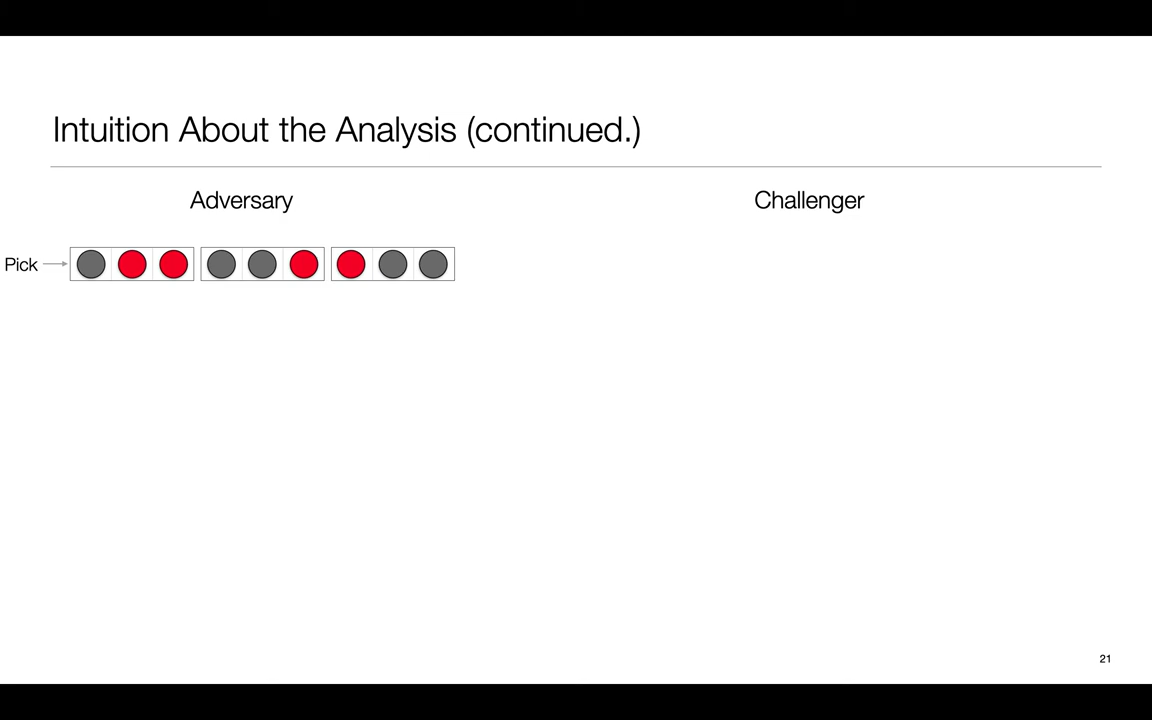 Intuition About the Analysis (continued.)
Adversary
Challenger
Pick
21